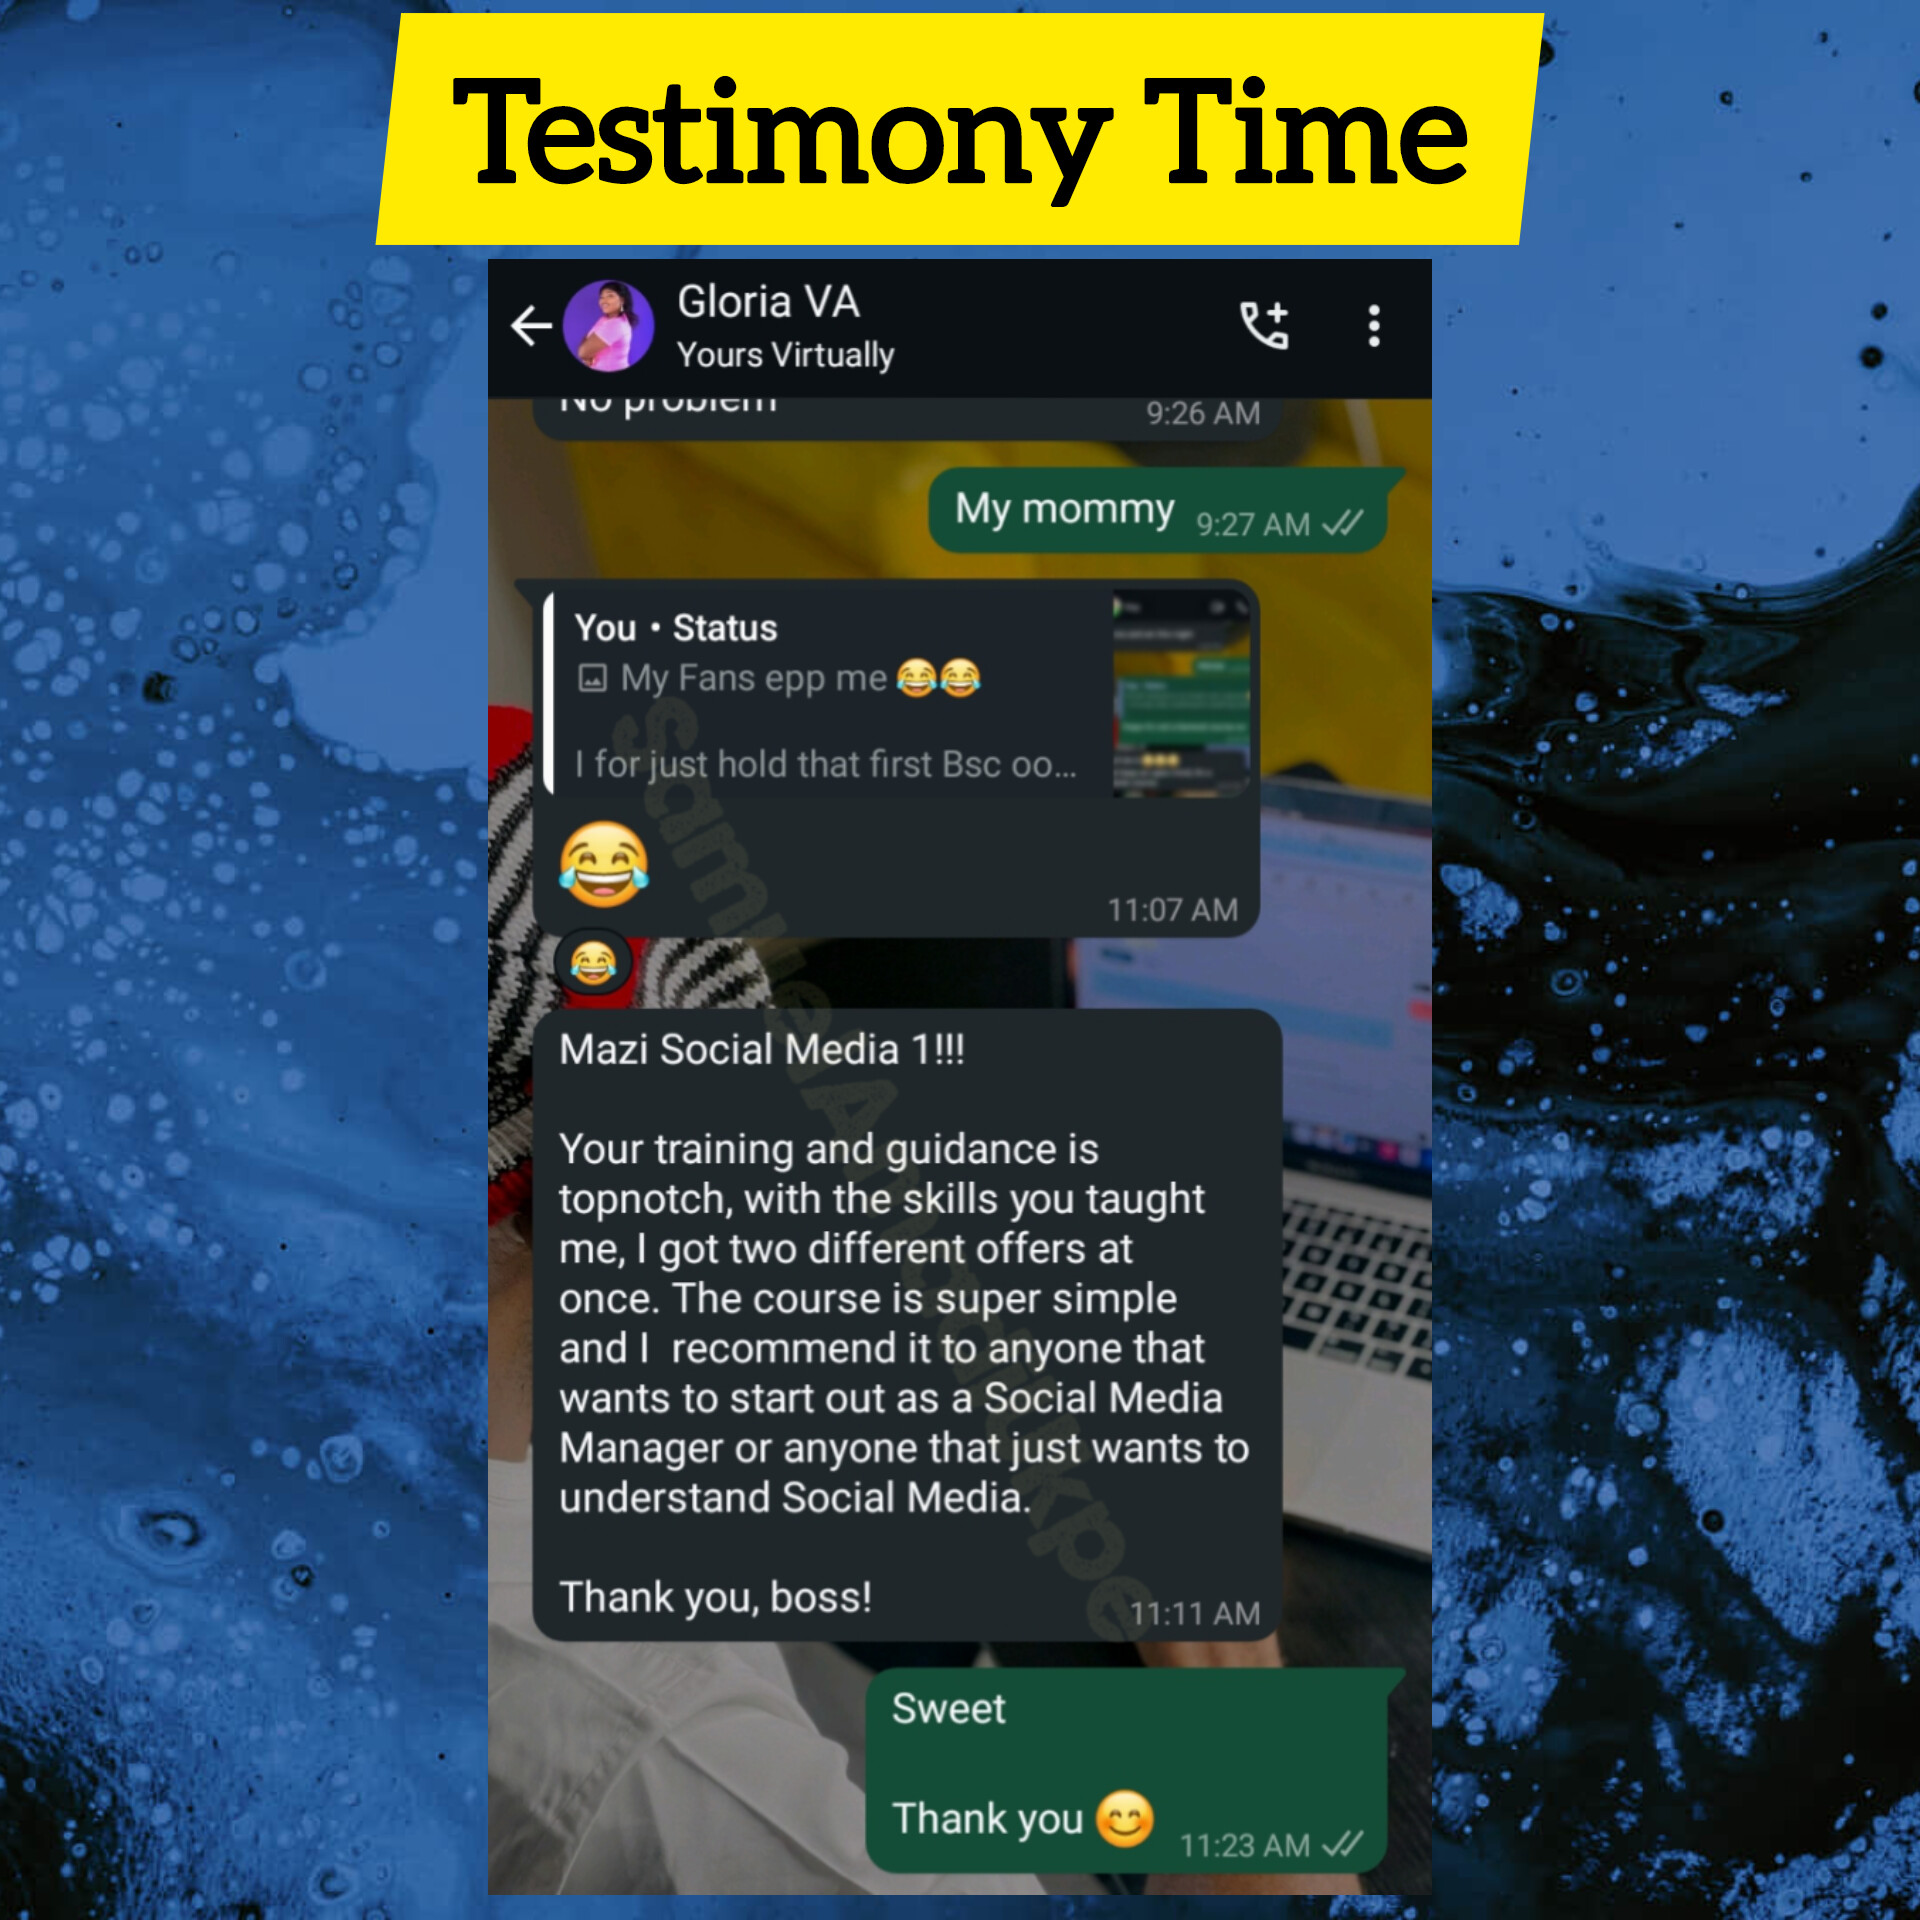 Testimony Time
Gloria VA
Yours Virtually
No problem
9:26 AM
My mommy 9:27 AM
You • Status
My Fans epp me 😂😂
I for just hold that first Bsc oo...
😂
11:07 AM
😂
Mazi Social Media 1!!!
Your training and guidance is
topnotch, with the skills you taught
me, I got two different offers at
once. The course is super simple
and I  recommend it to anyone that
wants to start out as a Social Media
Manager or anyone that just wants to
understand Social Media.
Thank you, boss!
11:11 AM
Sweet
Thank you 😊
11:23 AM